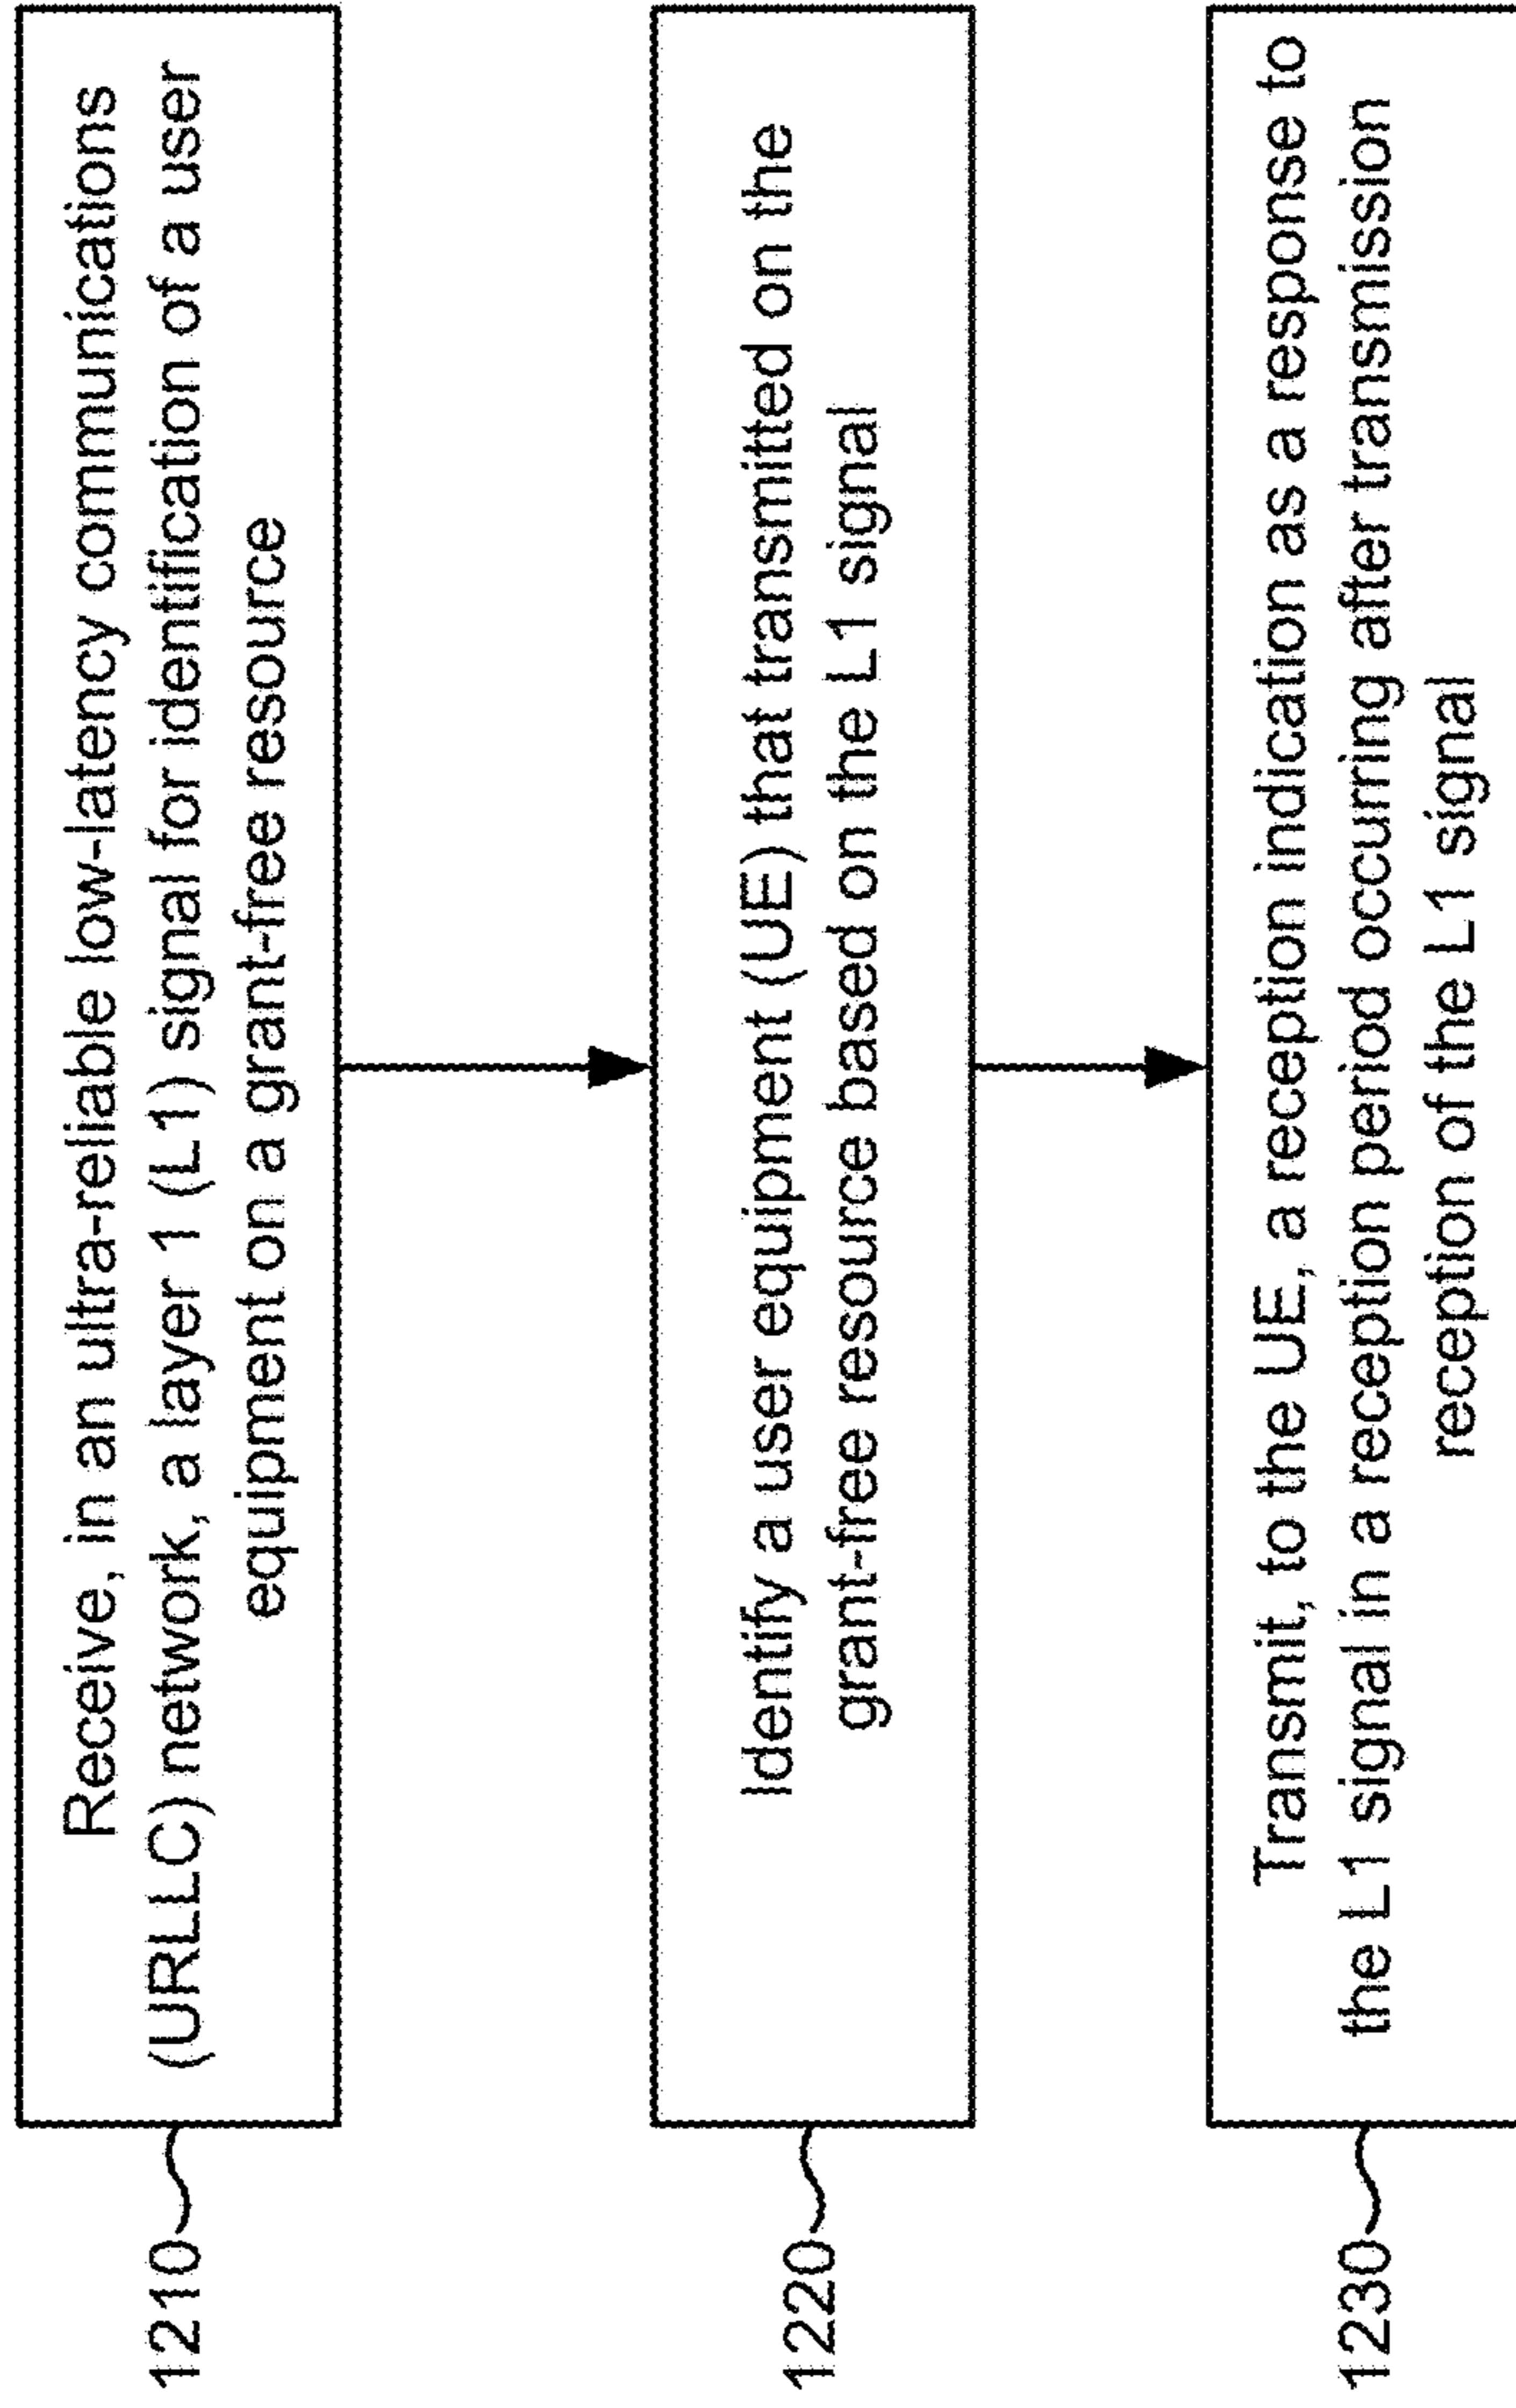 1210
Receive, in an ultra-reliable low-latency communications
(URLLC) network, a layer 1 (L1) signal for identification of a user
equipment on a grant-free resource
1220
Identify a user equipment (UE) that transmitted on the
grant-free resource based on the L1 signal
1230
Transmit, to the UE, a reception indication as a response to
the L1 signal in a reception period occurring after transmission
reception of the L1 signal